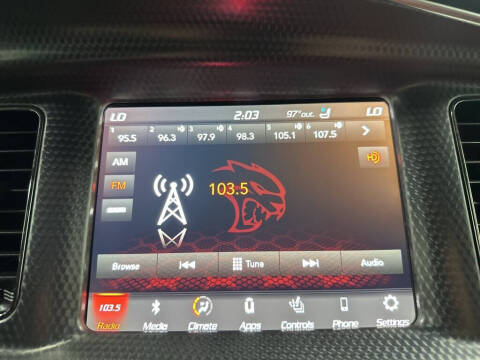 LO 2:03 97°out. LO
1 2 3 4 5 6
95.5 96.3 97.9 98.3 105.1 107.5
AM
FM
103.5
Browse Tune Audio
103.5
Radio Media Climate Apps Controls Phone Settings